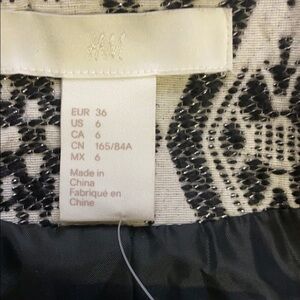 H&M
EUR 36
US 6
CA 6
CN 165/84A
MX 6
Made in
China
Fabriqué en
Chine